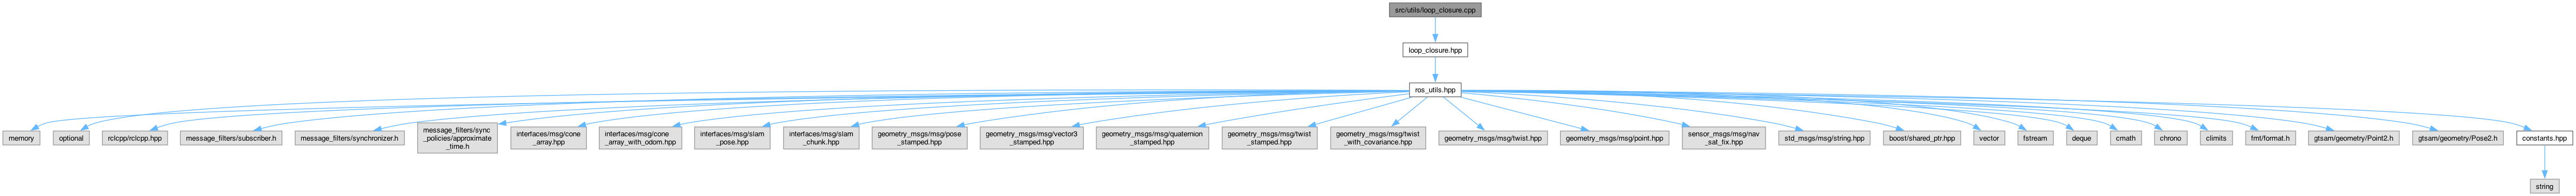 src/utils/loop_closure.cpp
loop_closure.hpp
ros_utils.hpp
memory
optional
rclcpp/rclcpp.hpp
message_filters/subscriber.h
message_filters/synchronizer.h
message_filters/sync
_policies/approximate
_time.h
interfaces/msg/cone
_array.hpp
interfaces/msg/cone
_array_with_odom.hpp
interfaces/msg/slam
_pose.hpp
interfaces/msg/slam
_chunk.hpp
geometry_msgs/msg/pose
_stamped.hpp
geometry_msgs/msg/vector3
_stamped.hpp
geometry_msgs/msg/quaternion
_stamped.hpp
geometry_msgs/msg/twist
_stamped.hpp
geometry_msgs/msg/twist
_with_covariance.hpp
geometry_msgs/msg/twist.hpp
geometry_msgs/msg/point.hpp
sensor_msgs/msg/nav
_sat_fix.hpp
std_msgs/msg/string.hpp
boost/shared_ptr.hpp
vector
fstream
deque
cmath
chrono
climits
fmt/format.h
gtsam/geometry/Point2.h
gtsam/geometry/Pose2.h
constants.hpp
string